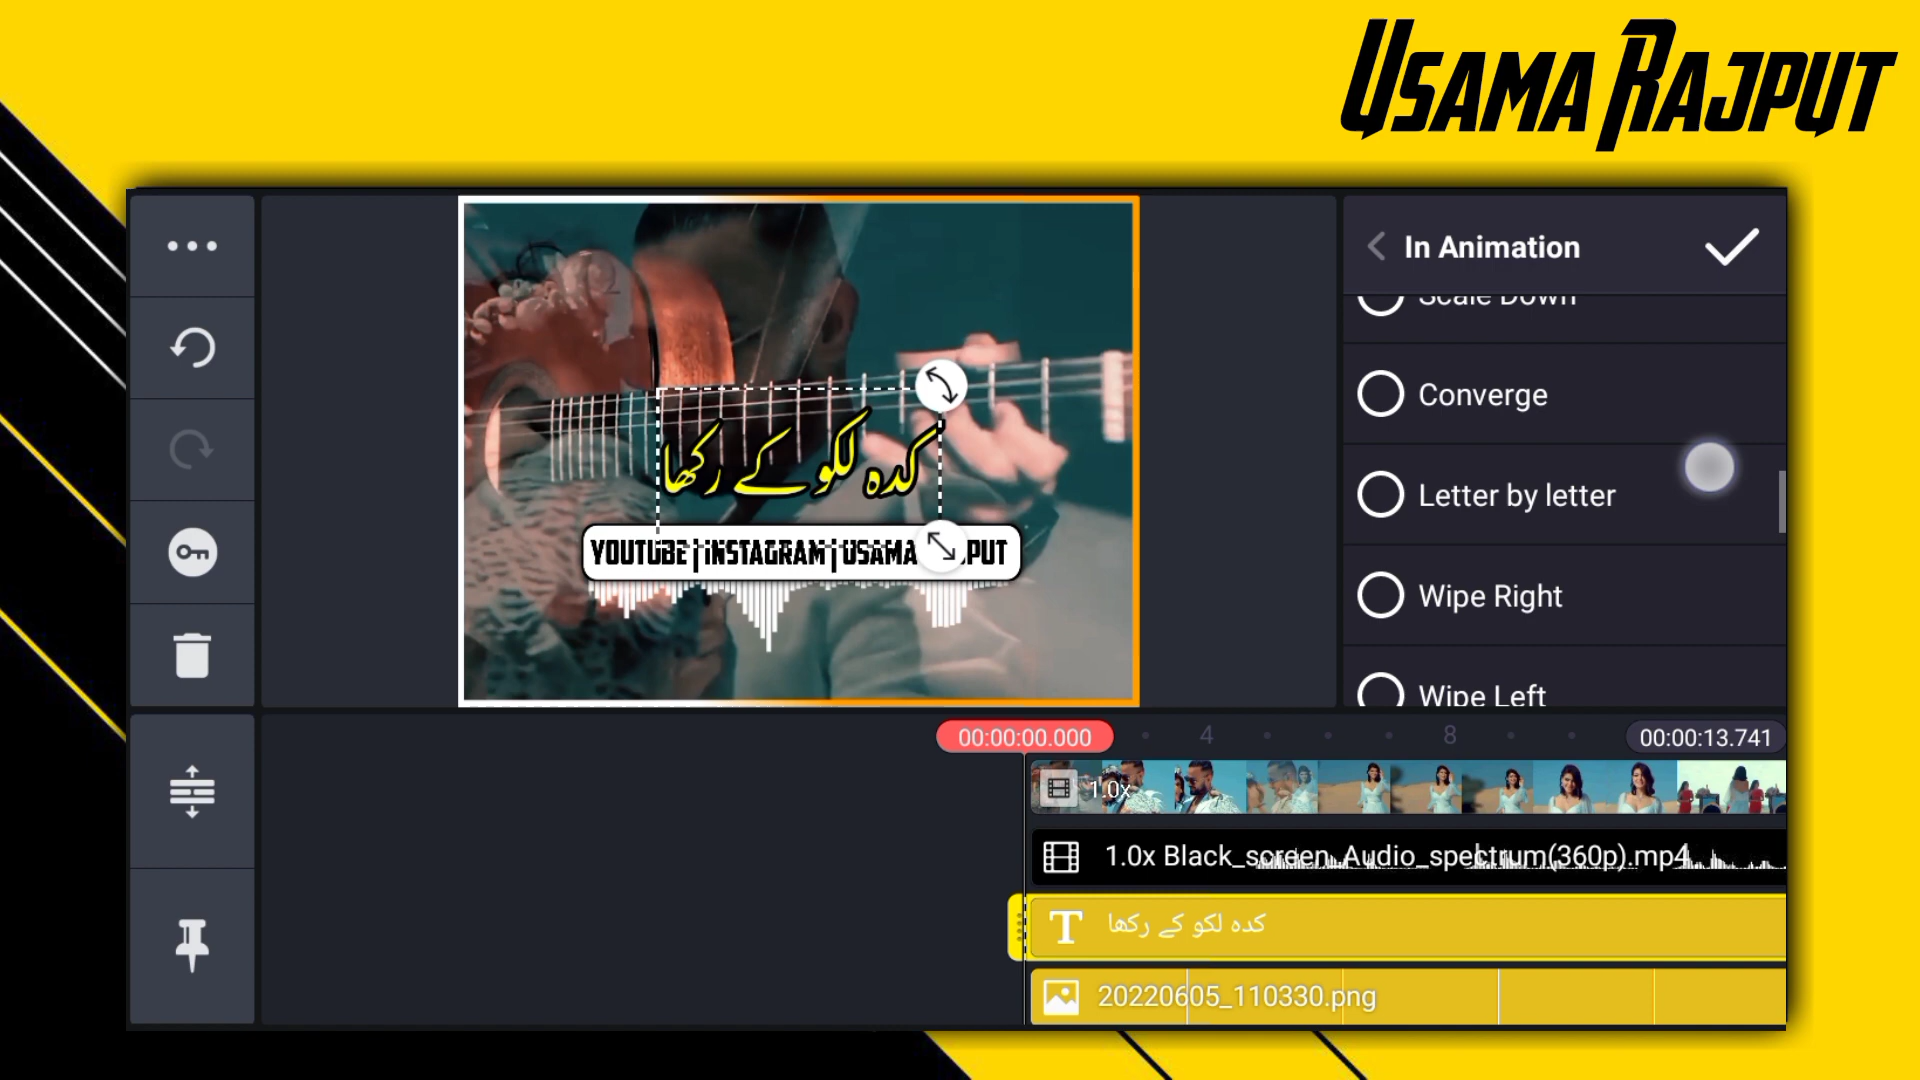 Usama Rajput
In Animation
Scale Down
Converge
Letter by letter
Wipe Right
Wipe Left
کدہ لکو کے رکھا
YOUTUBE | INSTAGRAM | USAMA PUT
00:00:00.000
4
8
00:00:13.741
1.0x
1.0x Black_screen_Audio_spectrum(360p).mp4
T کدہ لکو کے رکھا
20220605_110330.png